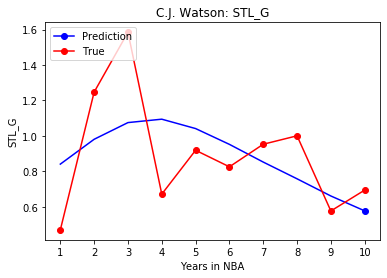 C.J. Watson: STL_G
Prediction
True
STL_G
1.6
1.4
1.2
1.0
0.8
0.6
1 2 3 4 5 6 7 8 9 10
Years in NBA